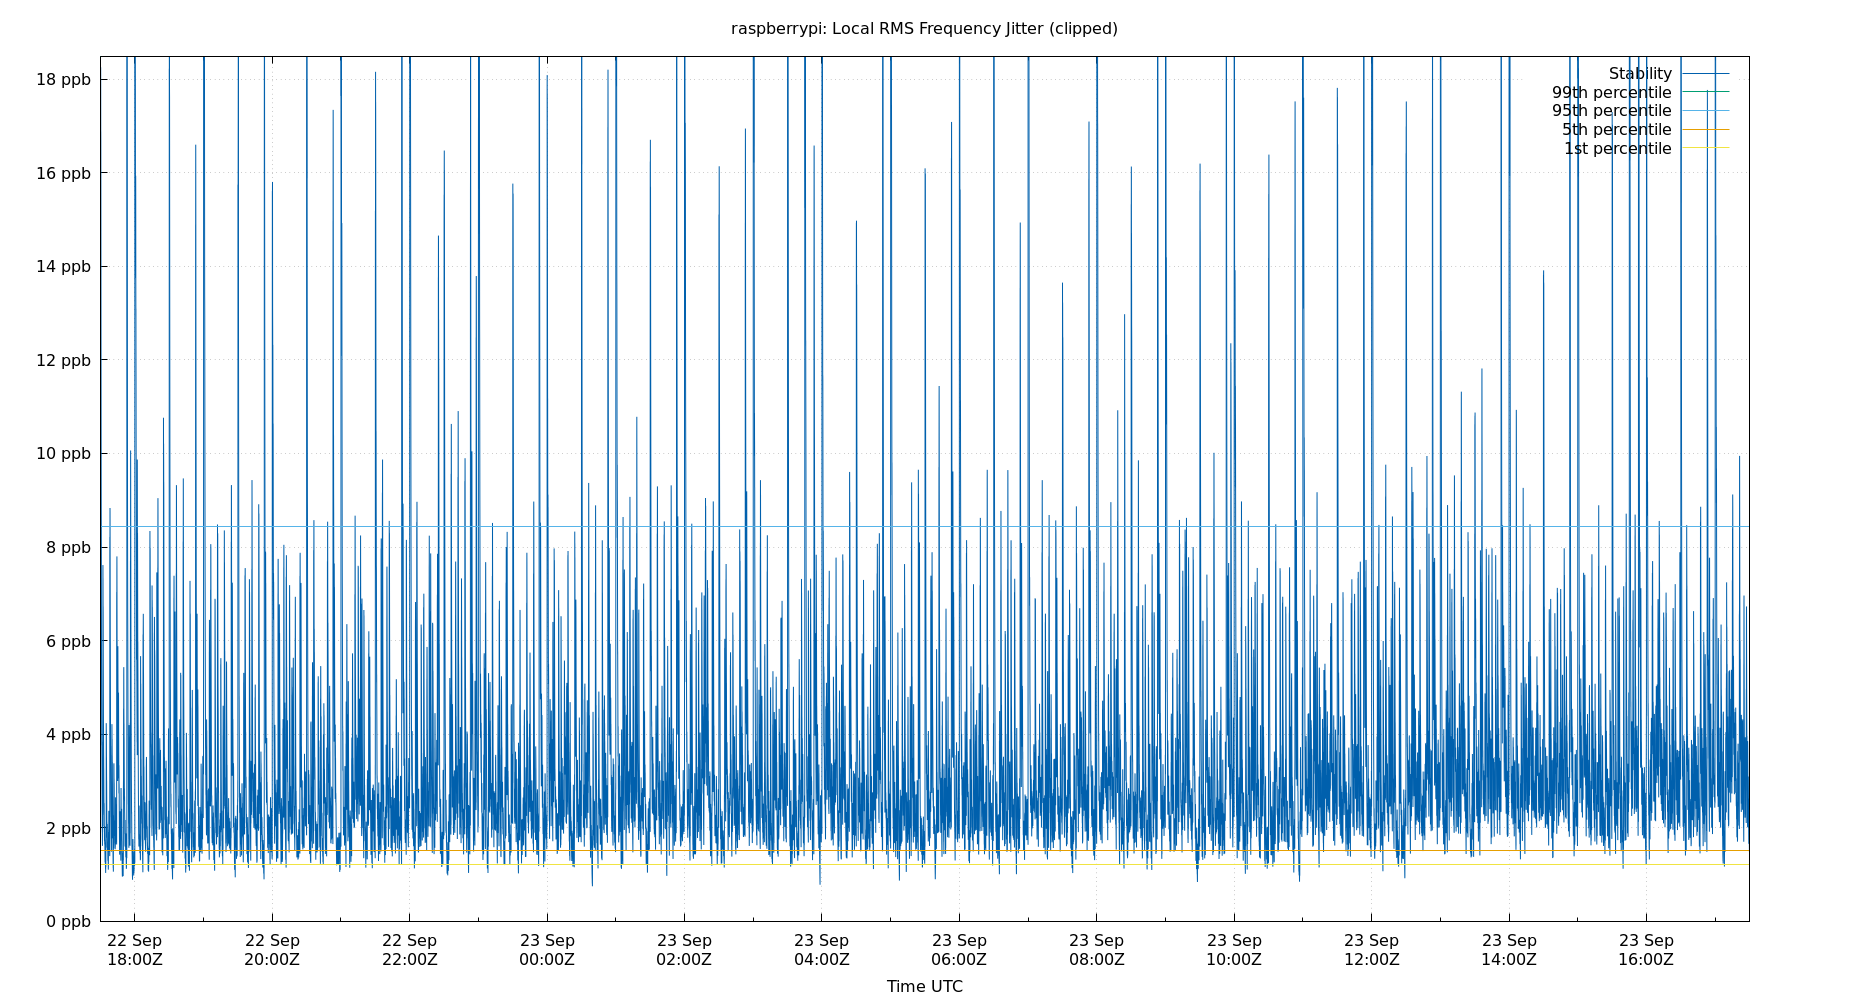 raspberrypi: Local RMS Frequency Jitter (clipped)
18 ppb
16 ppb
14 ppb
12 ppb
10 ppb
8 ppb
6 ppb
4 ppb
2 ppb
0 ppb
Stability
99th percentile
95th percentile
5th percentile
1st percentile
22 Sep
18:00Z
22 Sep
20:00Z
22 Sep
22:00Z
23 Sep
00:00Z
23 Sep
02:00Z
23 Sep
04:00Z
23 Sep
06:00Z
23 Sep
08:00Z
23 Sep
10:00Z
23 Sep
12:00Z
23 Sep
14:00Z
23 Sep
16:00Z
Time UTC